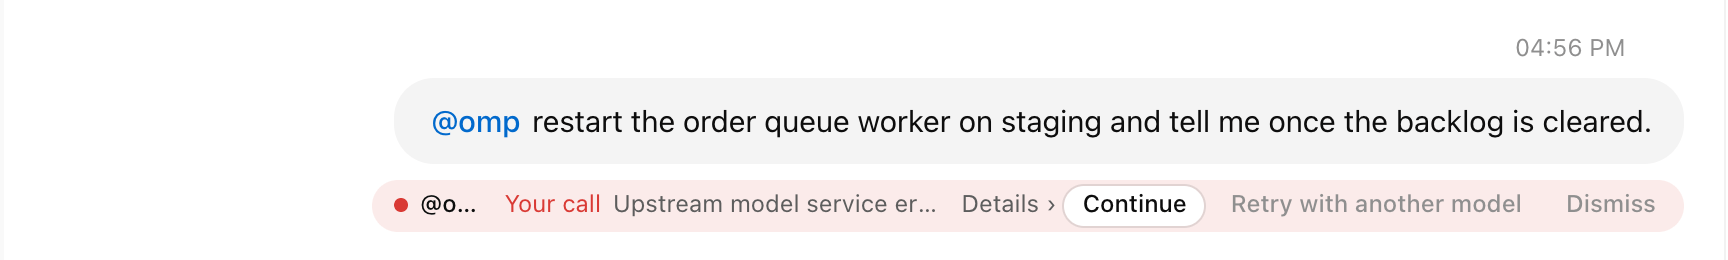 04:56 PM
@omp restart the order queue worker on staging and tell me once the backlog is cleared.
@o... Your call Upstream model service er... Details › Continue Retry with another model Dismiss